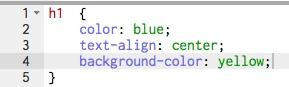 1 h1 {
2 color: blue;
3 text-align: center;
4 background-color: yellow;
5 }